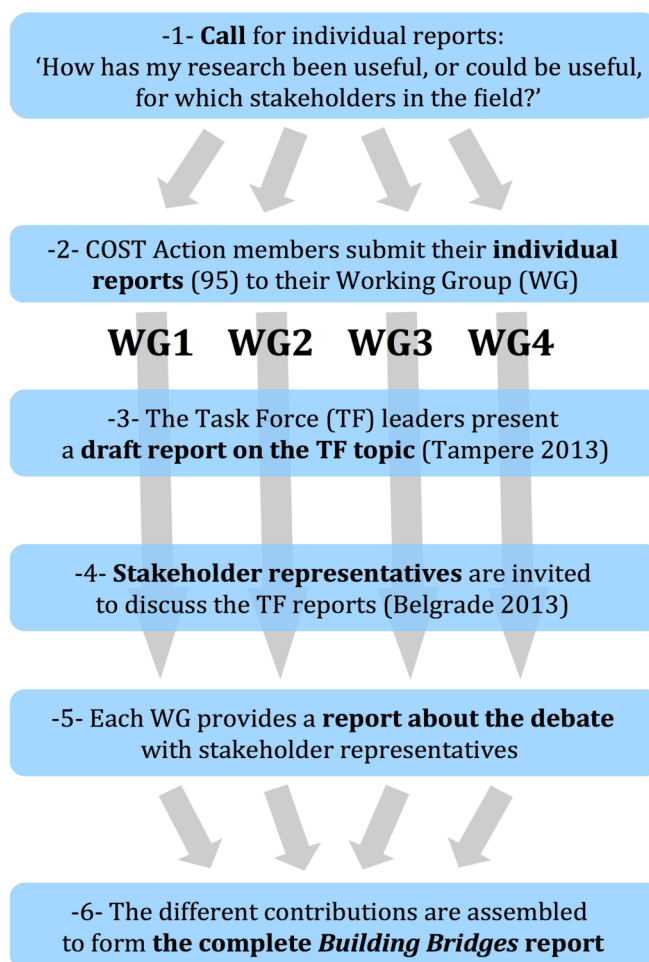 -1- Call for individual reports:
‘How has my research been useful, or could be useful,
for which stakeholders in the field?’
-2- COST Action members submit their individual
reports (95) to their Working Group (WG)
WG1 WG2 WG3 WG4
-3- The Task Force (TF) leaders present
a draft report on the TF topic (Tampere 2013)
-4- Stakeholder representatives are invited
to discuss the TF reports (Belgrade 2013)
-5- Each WG provides a report about the debate
with stakeholder representatives
-6- The different contributions are assembled
to form the complete Building Bridges report